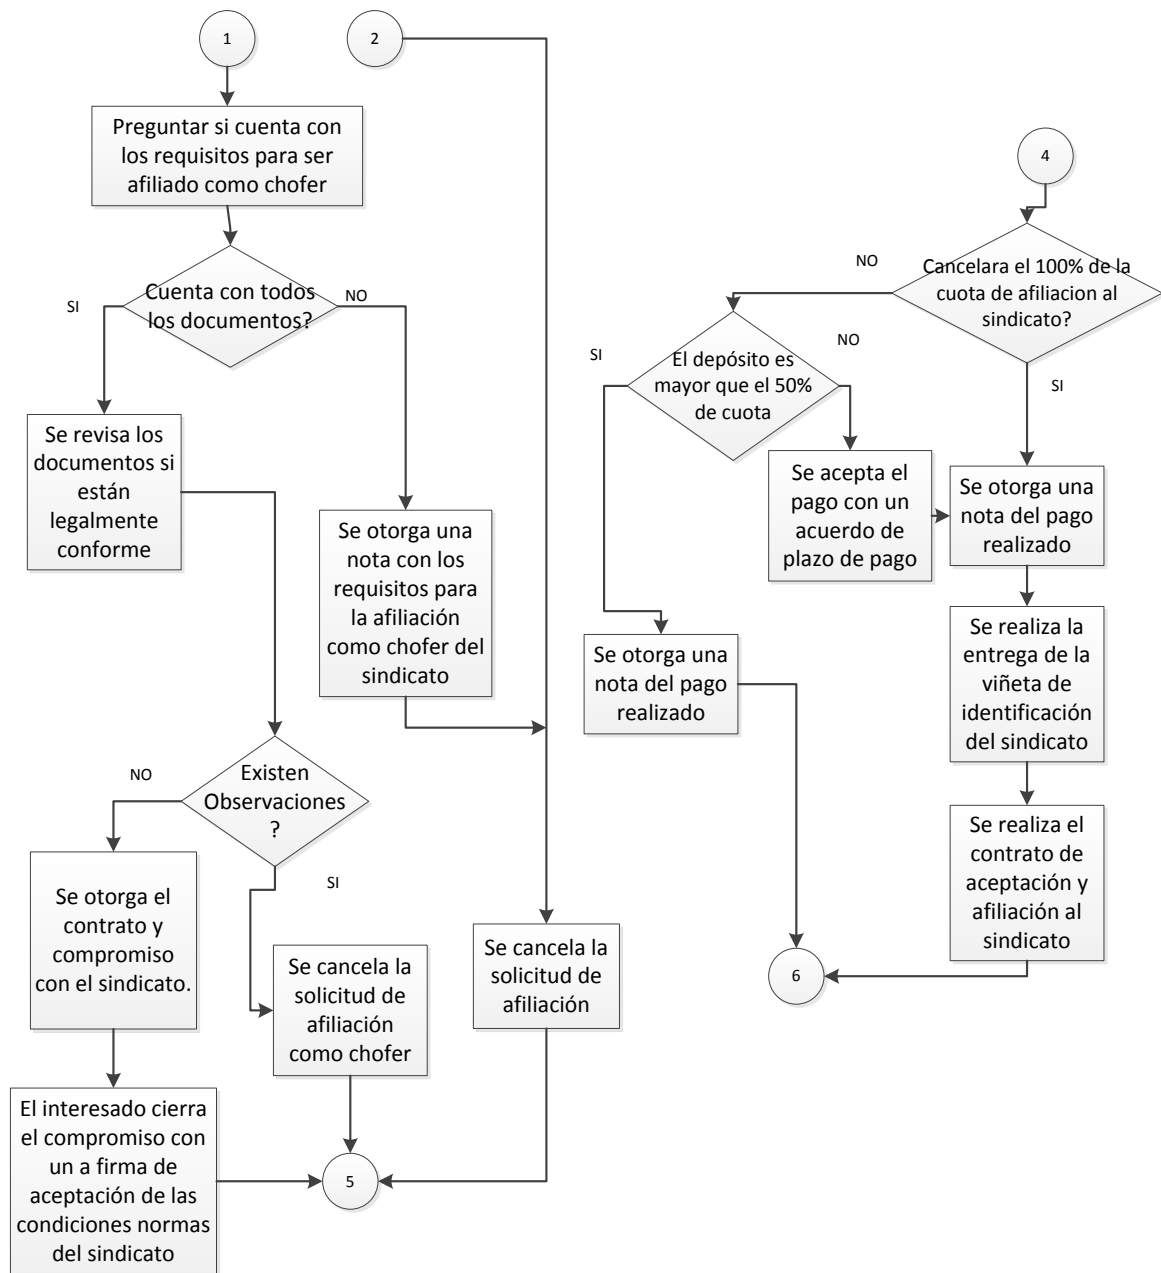 1
2
Preguntar si cuenta con
los requisitos para ser
afiliado como chofer
Cuenta con todos
los documentos?
SI
NO
Se revisa los
documentos si
están
legalmente
conforme
Se otorga una
nota con los
requisitos para
la afiliación
como chofer del
sindicato
Existen
Observaciones
?
NO
SI
Se otorga el
contrato y
compromiso
con el sindicato.
Se cancela la
solicitud de
afiliación
como chofer
Se cancela la
solicitud de
afiliación
El interesado cierra
el compromiso con
un a firma de
aceptación de las
condiciones normas
del sindicato
5
4
Cancelara el 100% de la
cuota de afiliacion al
sindicato?
NO
SI
El depósito es
mayor que el 50%
de cuota
SI
NO
Se acepta el
pago con un
acuerdo de
plazo de pago
Se otorga una
nota del pago
realizado
Se otorga una
nota del pago
realizado
Se realiza la
entrega de la
viñeta de
identificación
del sindicato
Se realiza el
contrato de
aceptación y
afiliación al
sindicato
6